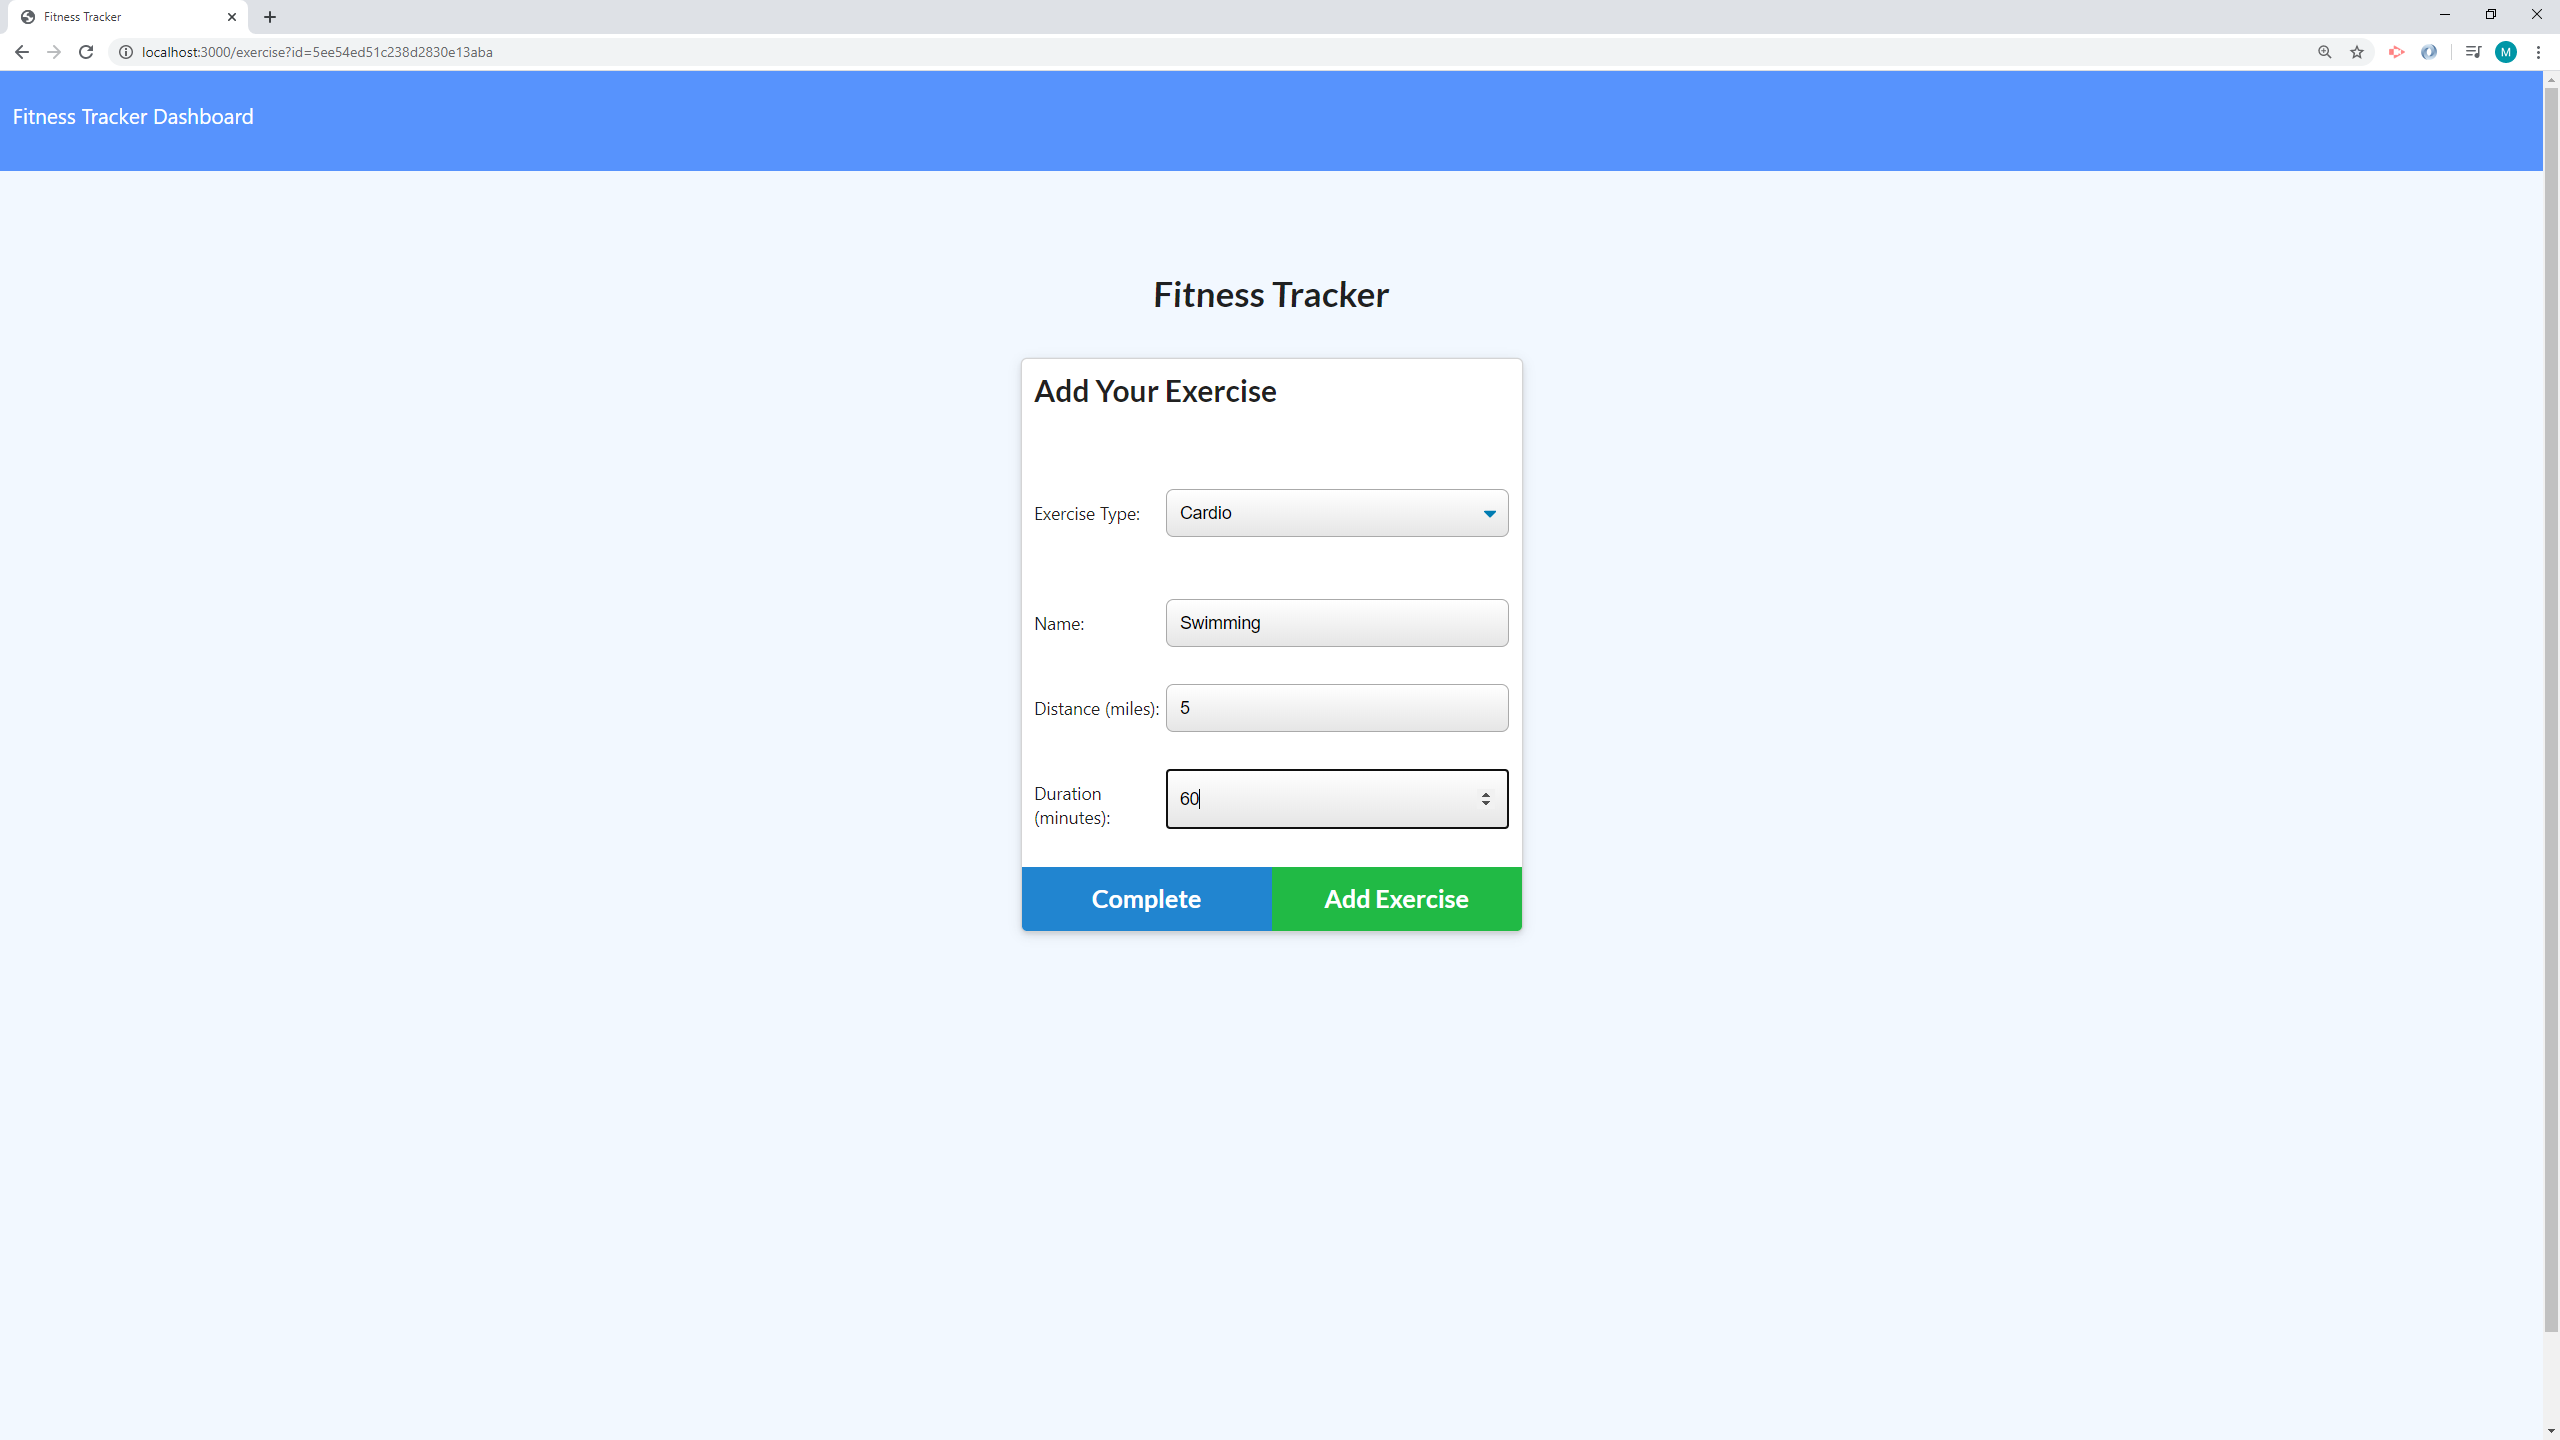 Fitness Tracker
localhost:3000/exercise?id=5ee54ed51c238d2830e13aba
M
Fitness Tracker Dashboard
Fitness Tracker
Add Your Exercise
Exercise Type: Cardio
Name: Swimming
Distance (miles): 5
Duration (minutes): 60
Complete Add Exercise